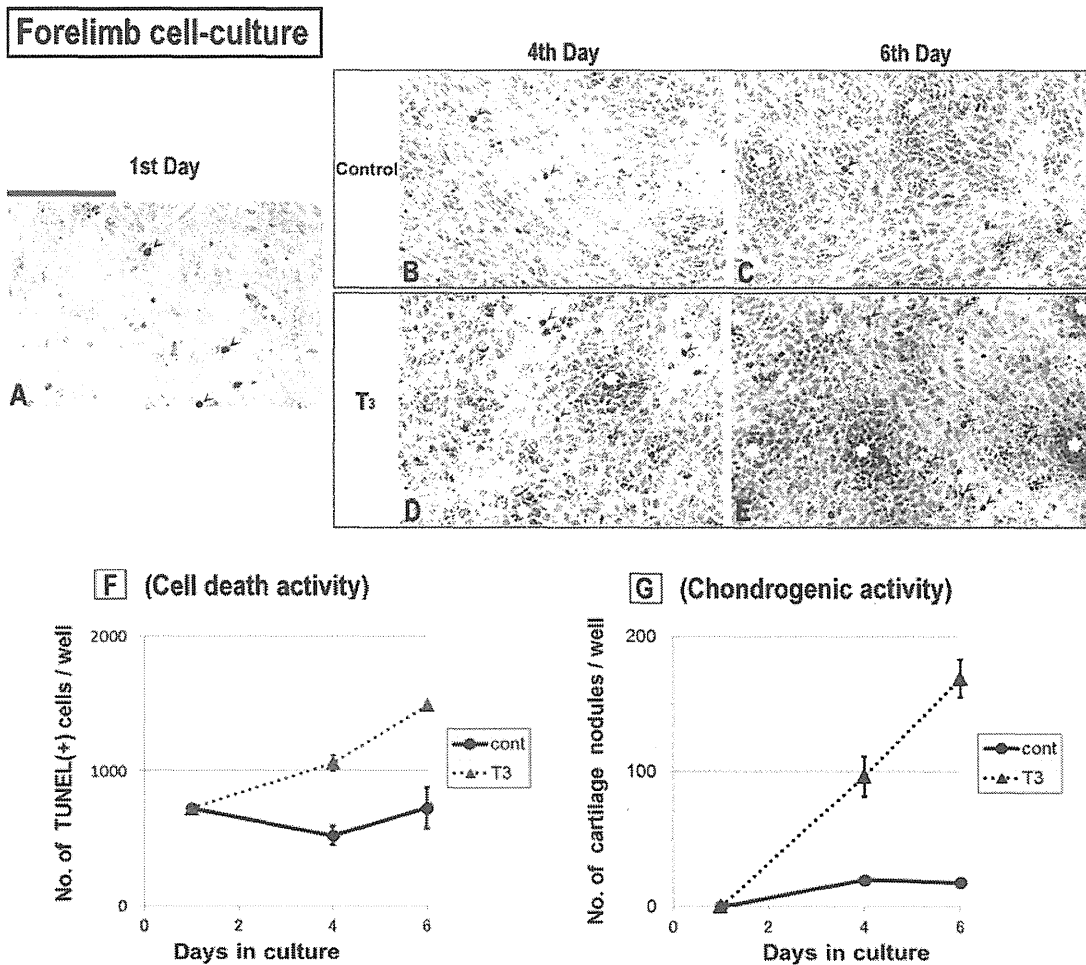 Forelimb cell-culture
4th Day
6th Day
1st Day
Control
A
B
C
T3
D
E
F (Cell death activity)
No. of TUNEL(+) cells / well
2000
1000
0
0
2
4
6
Days in culture
cont
T3
G (Chondrogenic activity)
No. of cartilage nodules / well
200
100
0
0
2
4
6
Days in culture
cont
T3